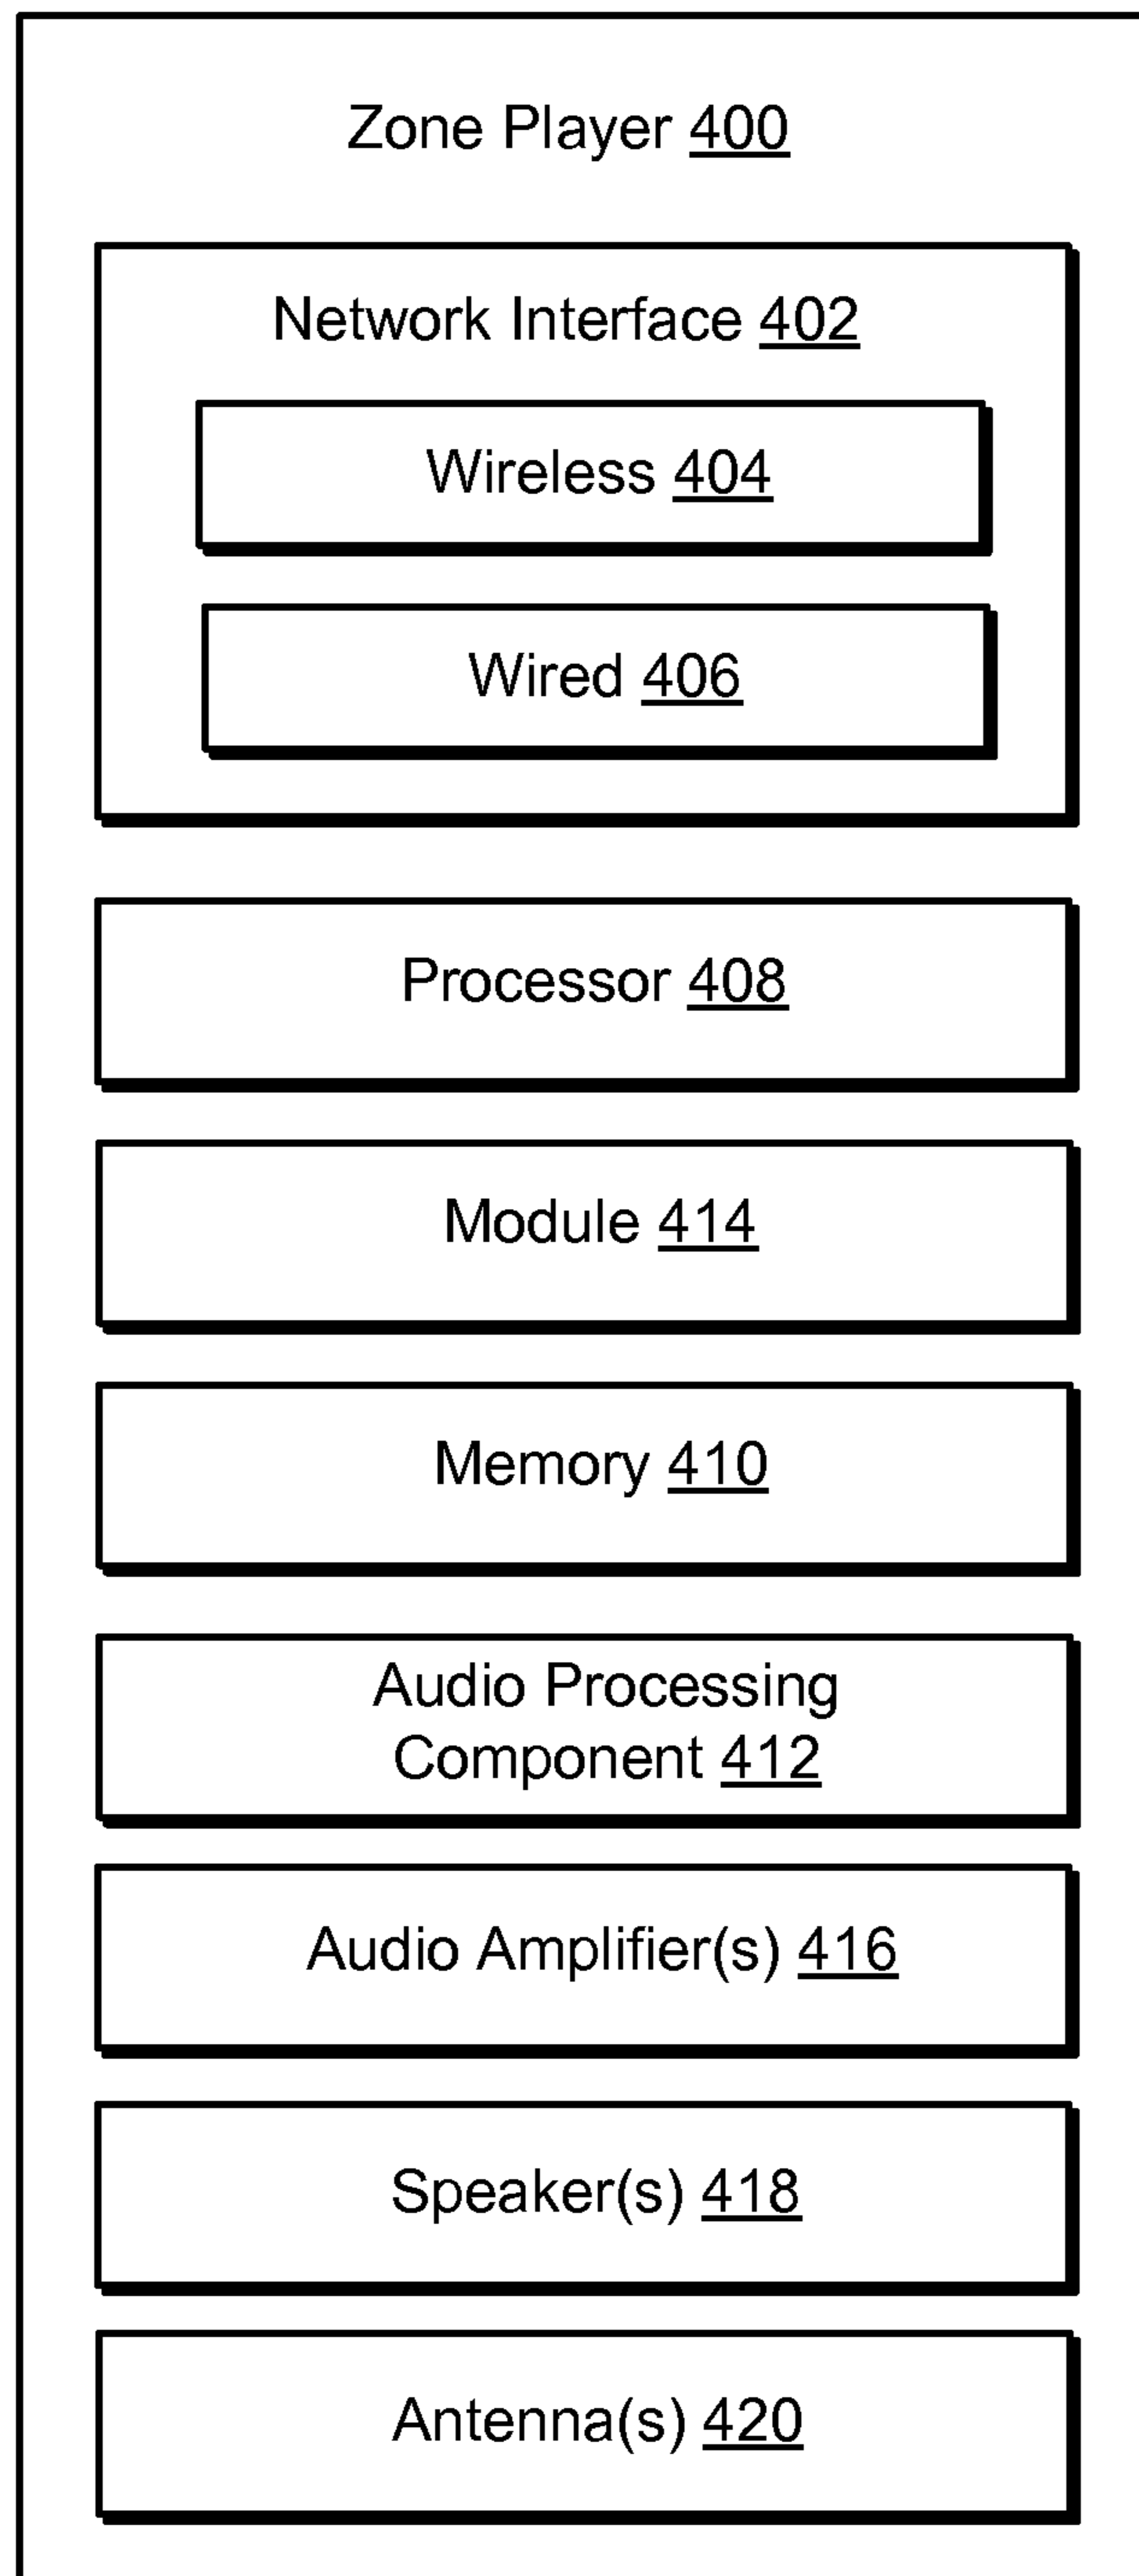 Zone Player 400
Network Interface 402
Wireless 404
Wired 406
Processor 408
Module 414
Memory 410
Audio Processing
Component 412
Audio Amplifier(s) 416
Speaker(s) 418
Antenna(s) 420